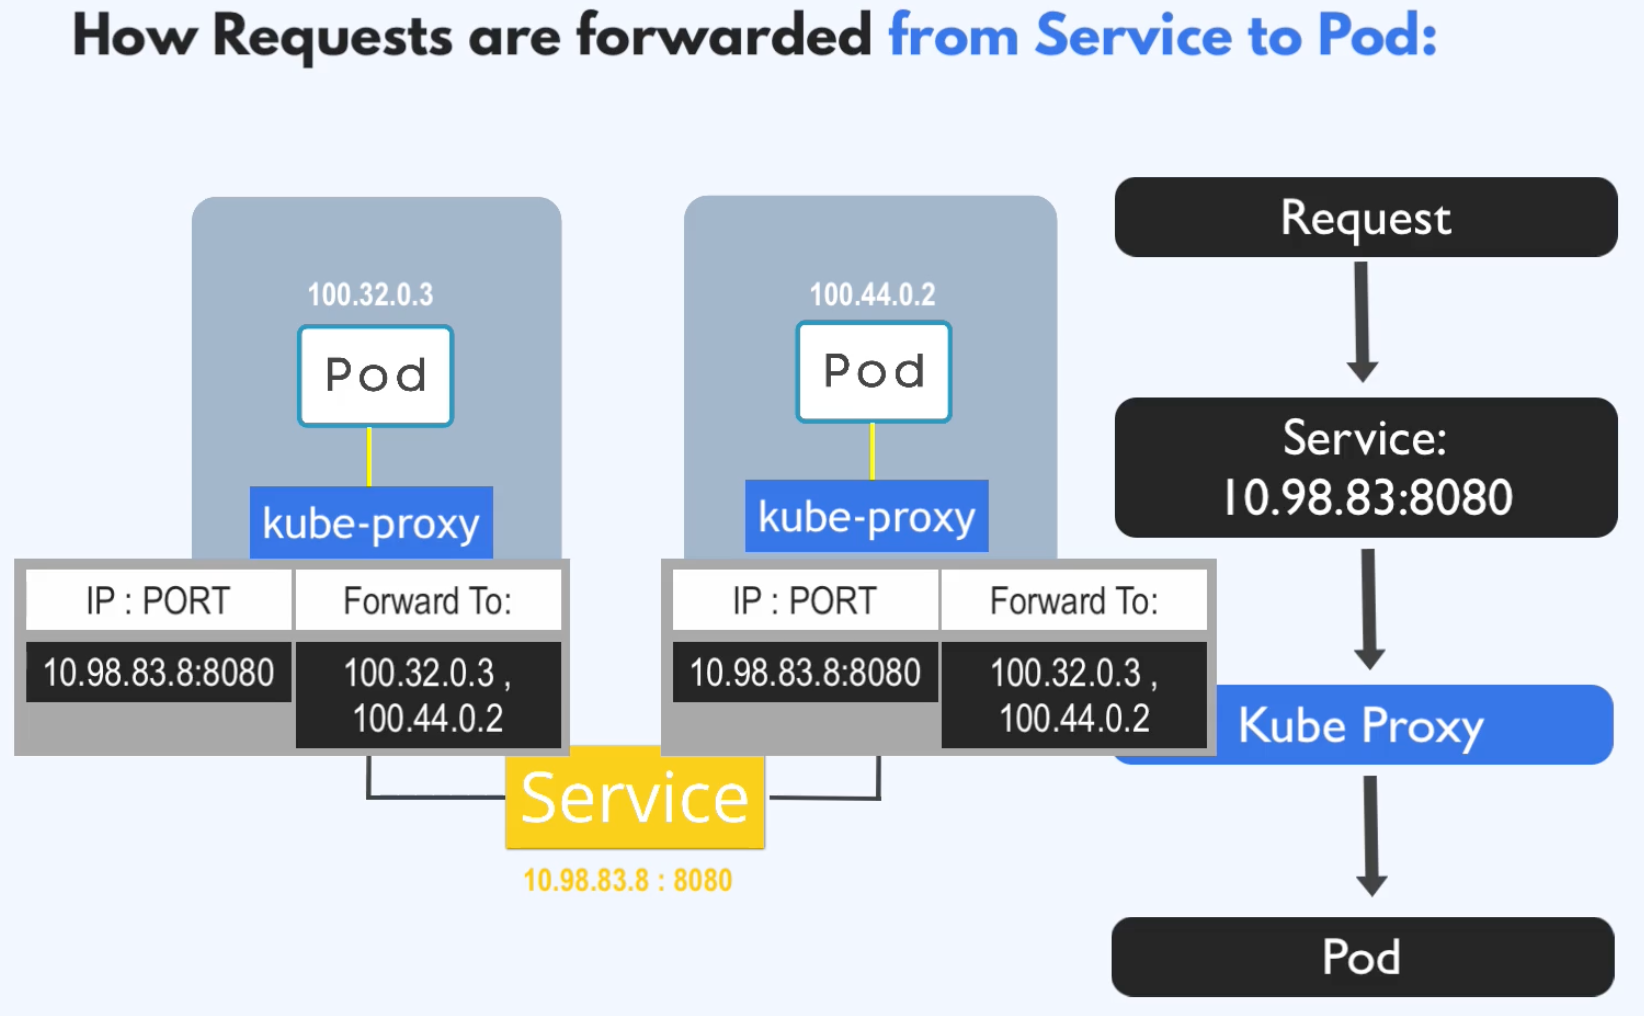 How Requests are forwarded from Service to Pod:
100.32.0.3
Pod
kube-proxy
IP : PORT
Forward To:
10.98.83.8:8080
100.32.0.3 ,
100.44.0.2
100.44.0.2
Pod
kube-proxy
IP : PORT
Forward To:
10.98.83.8:8080
100.32.0.3 ,
100.44.0.2
Service
10.98.83.8 : 8080
Request
Service:
10.98.83:8080
Kube Proxy
Pod